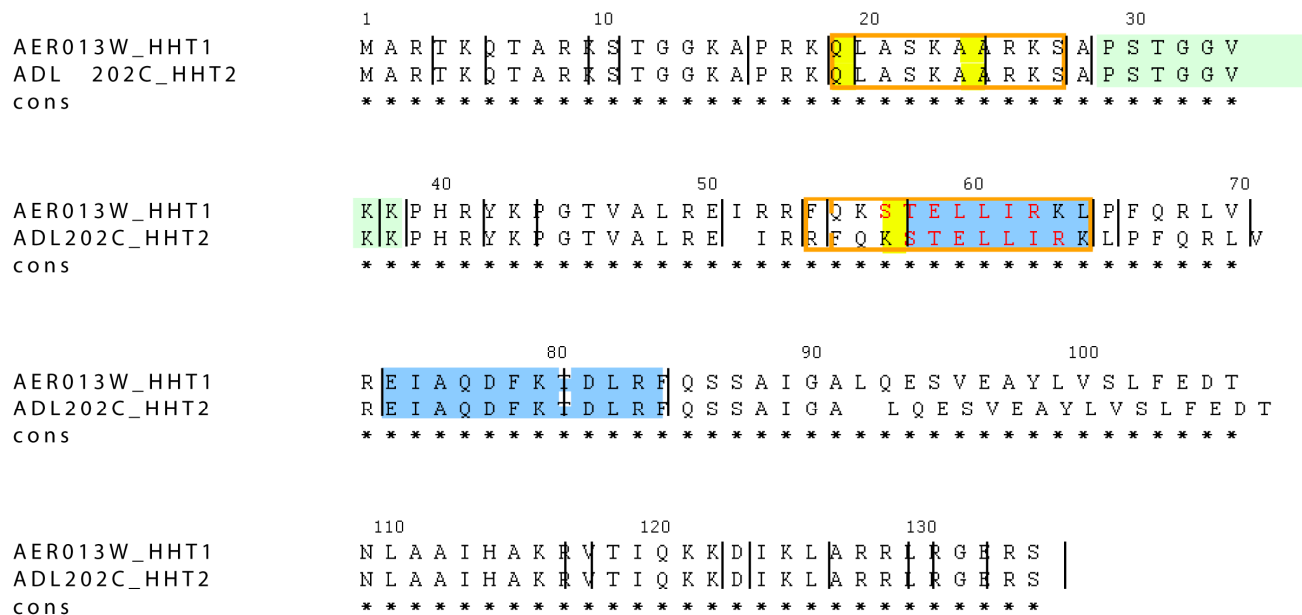 1 10 20 30
AER013W_HHT1 M A R T K Q T A R K S T G G K A P R K Q L A S K A A R K S A P S T G G V
ADL 202C_HHT2 M A R T K Q T A R K S T G G K A P R K Q L A S K A A R K S A P S T G G V
cons * * * * * * * * * * * * * * * * * * * * * * * * * * * * * * * * * * * *
40 50 60 70
AER013W_HHT1 K K P H R Y K P G T V A L R E I R R F Q K S T E L L I R K L P F Q R L V
ADL202C_HHT2 K K P H R Y K P G T V A L R E I R R F Q K S T E L L I R K L P F Q R L V
cons * * * * * * * * * * * * * * * * * * * * * * * * * * * * * * * * * * * *
80 90 100
AER013W_HHT1 R E I A Q D F K T D L R F Q S S A I G A L Q E S V E A Y L V S L F E D T
ADL202C_HHT2 R E I A Q D F K T D L R F Q S S A I G A L Q E S V E A Y L V S L F E D T
cons * * * * * * * * * * * * * * * * * * * * * * * * * * * * * * * * * * * *
110 120 130
AER013W_HHT1 N L A A I H A K R V T I Q K K D I K L A R R L R G E R S
ADL202C_HHT2 N L A A I H A K R V T I Q K K D I K L A R R L R G E R S
cons * * * * * * * * * * * * * * * * * * * * * * * * * * * *